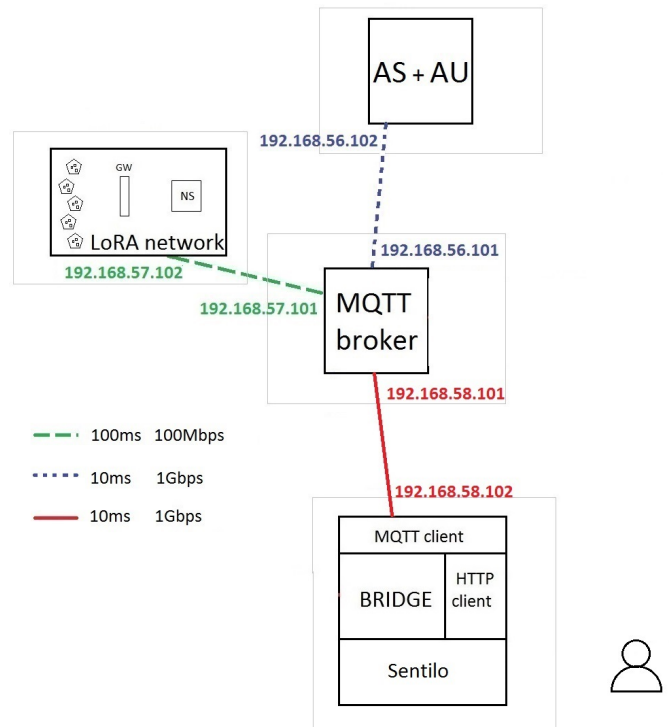 AS + AU
192.168.56.102
GW
NS
LoRA network
192.168.57.102
192.168.56.101
192.168.57.101
MQTT
broker
192.168.58.101
100ms 100Mbps
10ms 1Gbps
10ms 1Gbps
192.168.58.102
MQTT client
BRIDGE
HTTP
client
Sentilo